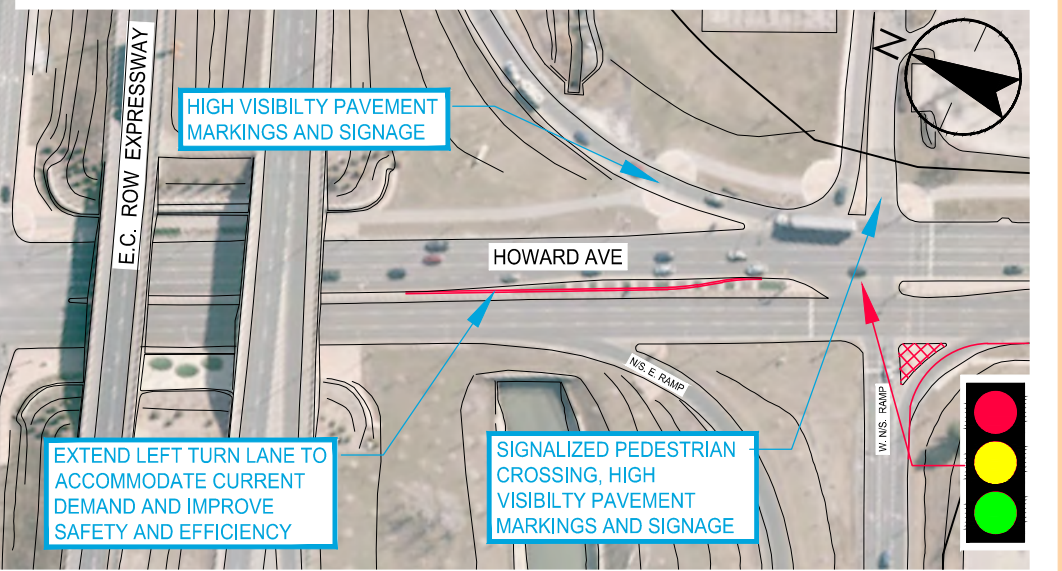 E.C. ROW EXPRESSWAY
HIGH VISIBILTY PAVEMENT
MARKINGS AND SIGNAGE
N
HOWARD AVE
N/S. E. RAMP
W. N/S. RAMP
EXTEND LEFT TURN LANE TO
ACCOMMODATE CURRENT
DEMAND AND IMPROVE
SAFETY AND EFFICIENCY
SIGNALIZED PEDESTRIAN
CROSSING, HIGH
VISIBILTY PAVEMENT
MARKINGS AND SIGNAGE